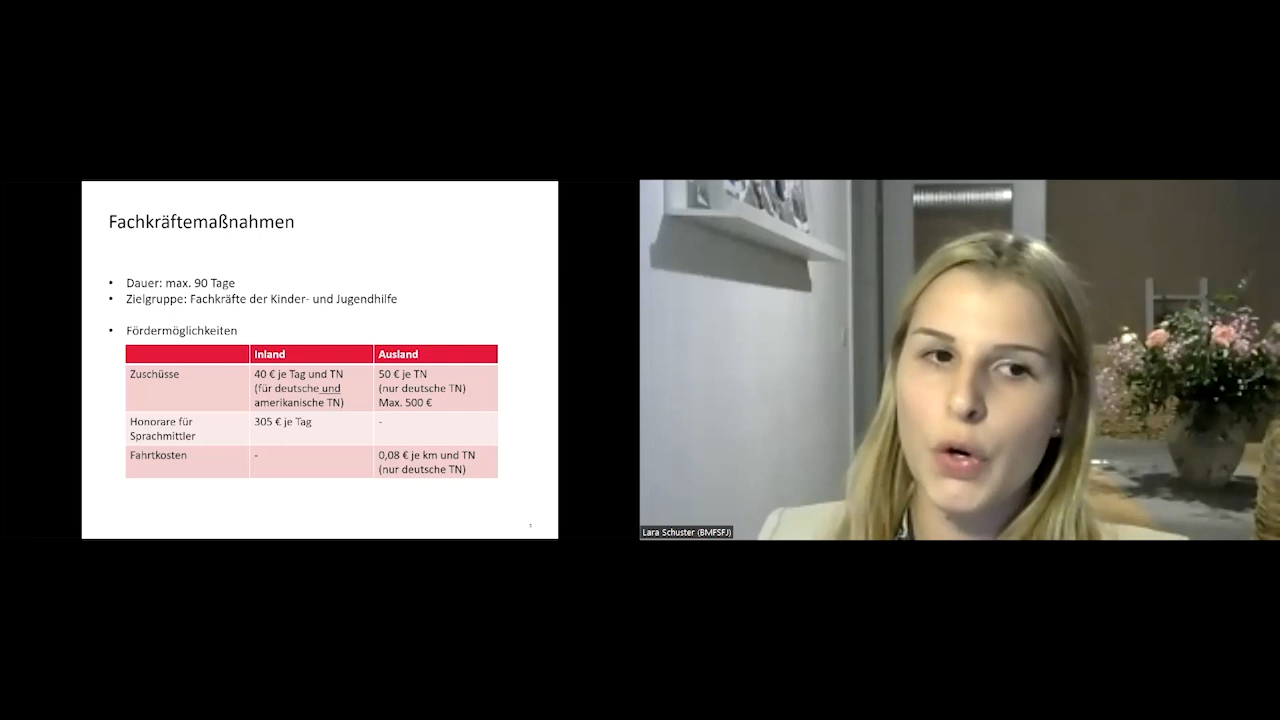 Fachkräftemaßnahmen
• Dauer: max. 90 Tage
• Zielgruppe: Fachkräfte der Kinder- und Jugendhilfe
• Fördermöglichkeiten
Inland Ausland
Zuschüsse
40 € je Tag und TN
(für deutsche und
amerikanische TN)
50 € je TN
(nur deutsche TN)
Max. 500 €
Honorare für
Sprachmittler
305 € je Tag
-
Fahrtkosten
-
0,08 € je km und TN
(nur deutsche TN)
Lara Schuster (BMFSFJ)